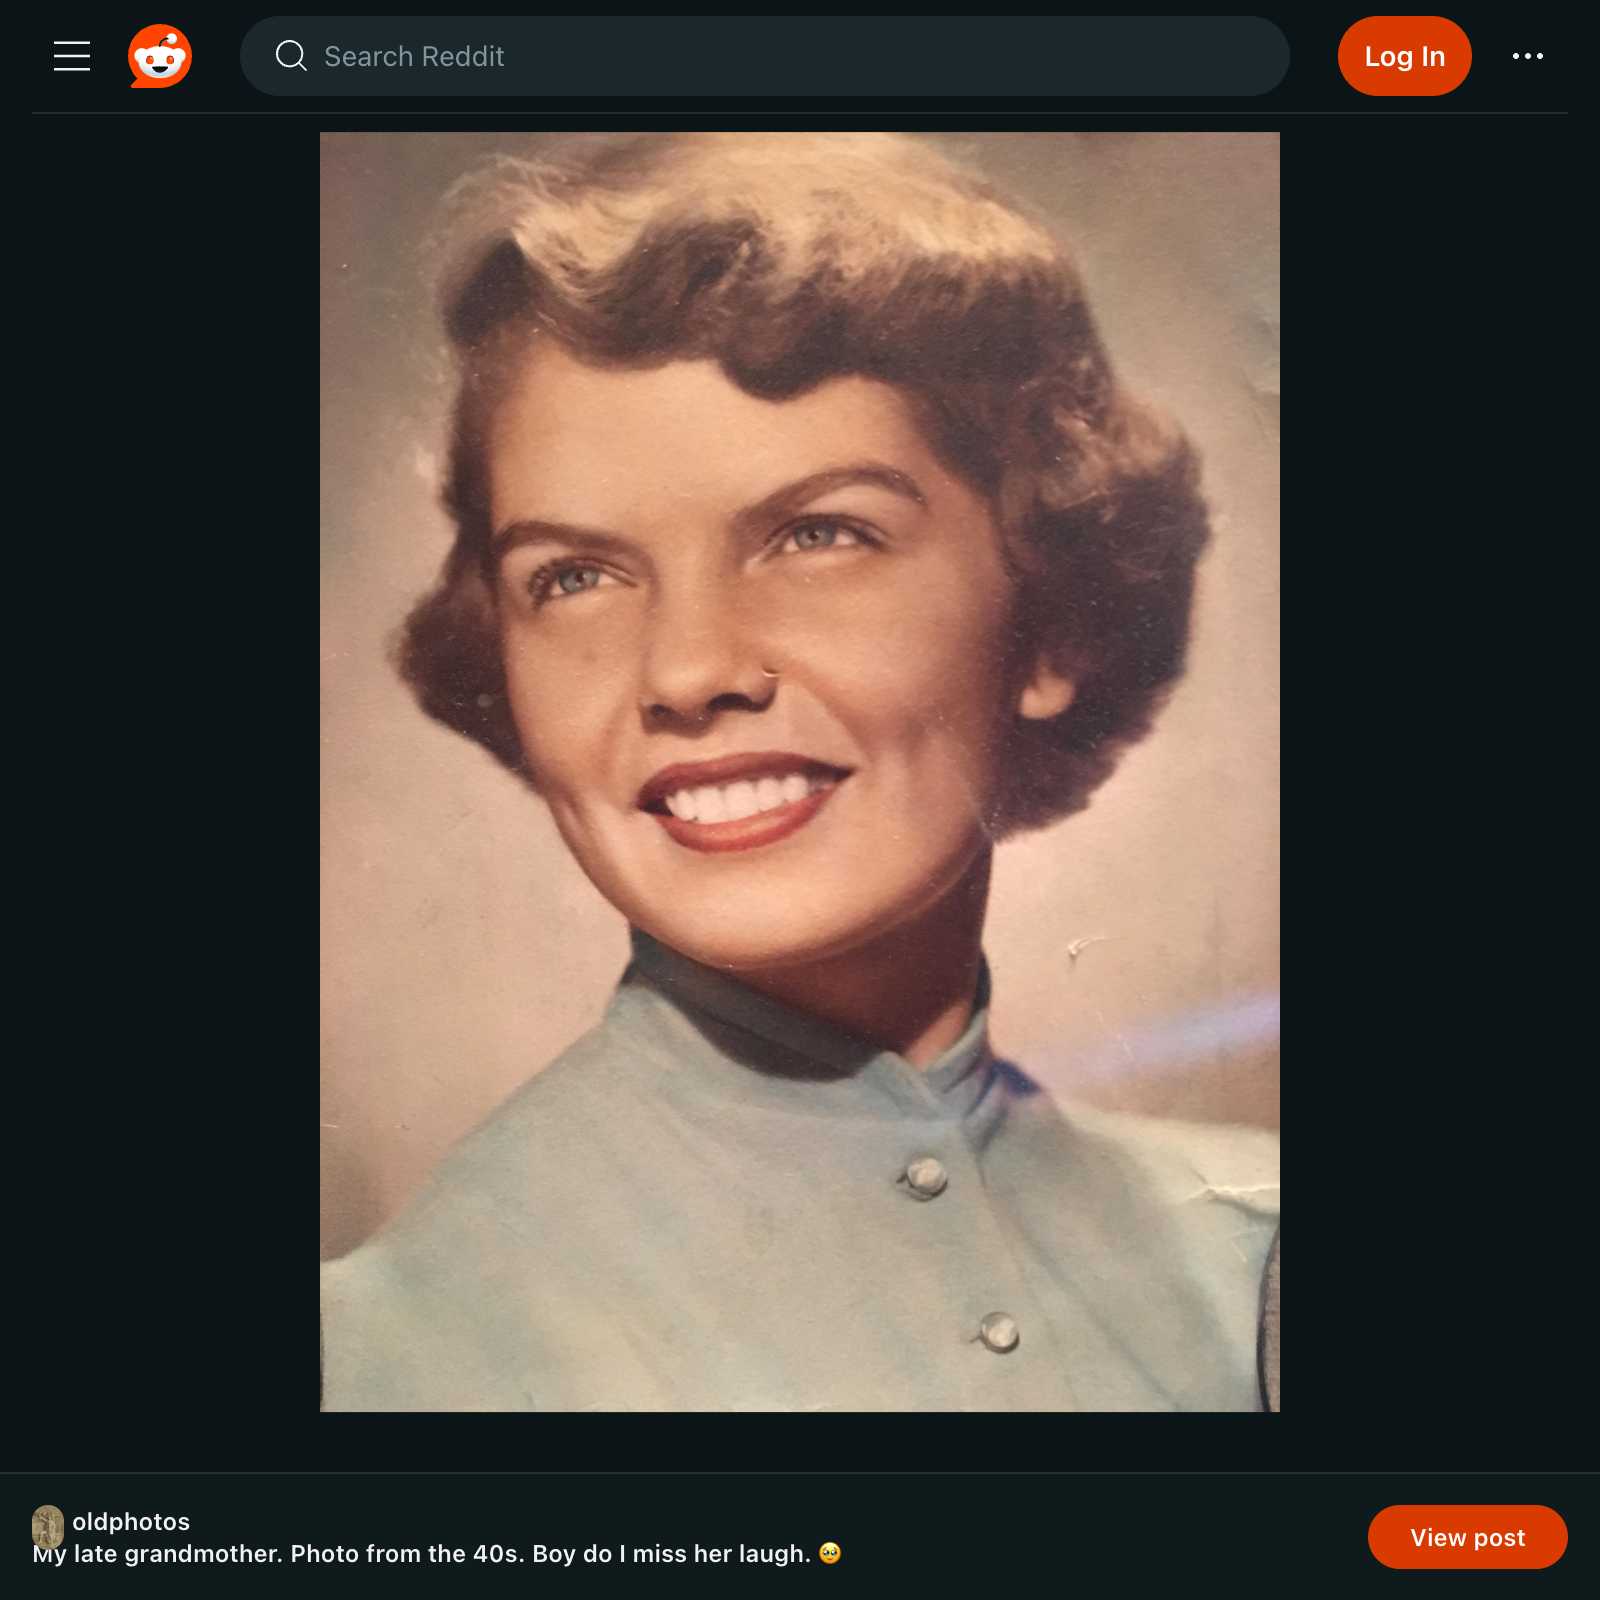 Search Reddit
Log In
oldphotos
My late grandmother. Photo from the 40s. Boy do I miss her laugh. 🥹
View post